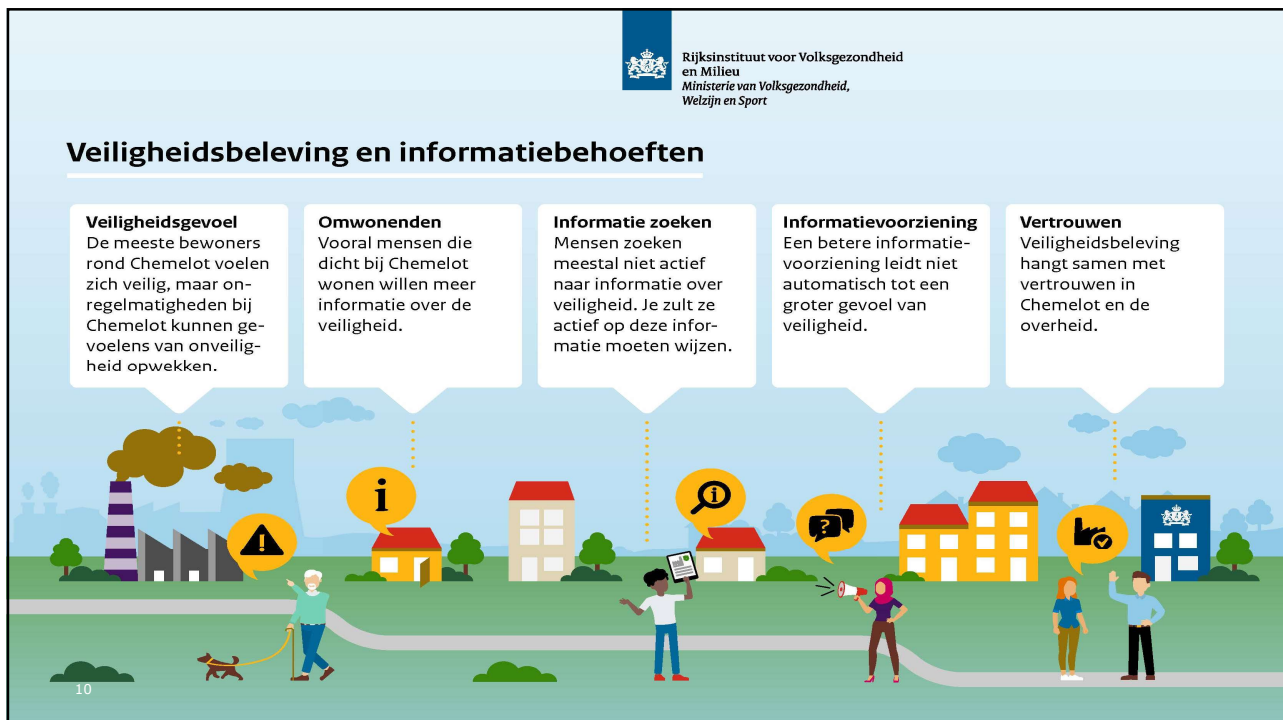 Rijksinstituut voor Volksgezondheid
en Milieu
Ministerie van Volksgezondheid,
Welzijn en Sport
Veiligheidsbeleving en informatiebehoeften
Veiligheidsgevoel
De meeste bewoners
rond Chemelot voelen
zich veilig, maar on-
regelmatigheden bij
Chemelot kunnen ge-
voelens van onveilig-
heid opwekken.
Omwonenden
Vooral mensen die
dicht bij Chemelot
wonen willen meer
informatie over de
veiligheid.
Informatie zoeken
Mensen zoeken
meestal niet actief
naar informatie over
veiligheid. Je zult ze
actief op deze infor-
matie moeten wijzen.
Informatievoorziening
Een betere informatie-
voorziening leidt niet
automatisch tot een
groter gevoel van
veiligheid.
Vertrouwen
Veiligheidsbeleving
hangt samen met
vertrouwen in
Chemelot en de
overheid.
i
i
?
10